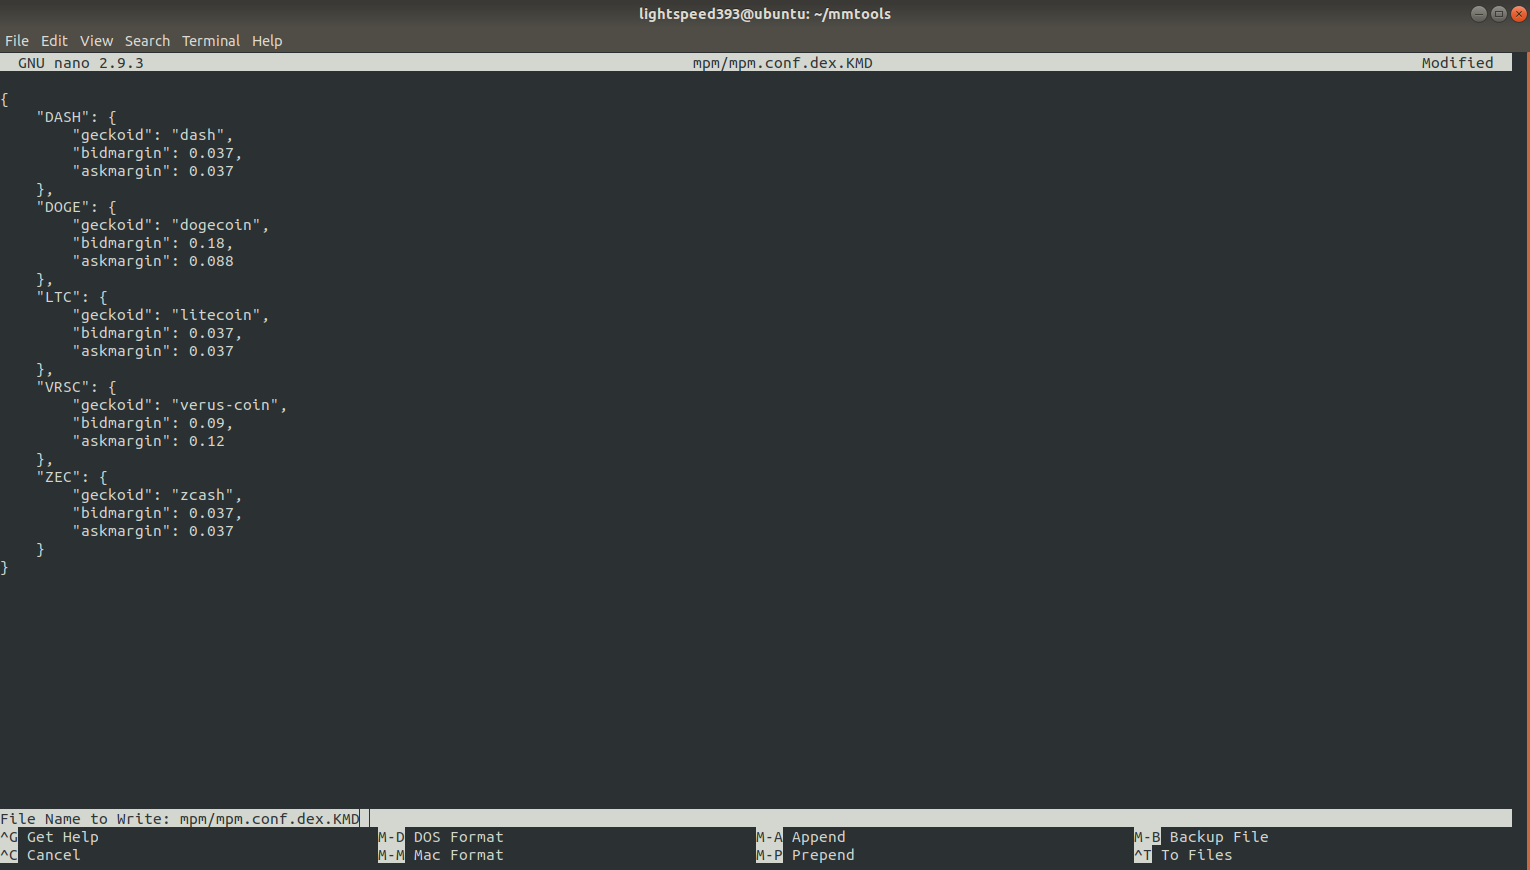 lightspeed393@ubuntu: ~/mmtools
File Edit View Search Terminal Help
GNU nano 2.9.3 mpm/mpm.conf.dex.KMD Modified
{
    "DASH": {
        "geckoid": "dash",
        "bidmargin": 0.037,
        "askmargin": 0.037
    },
    "DOGE": {
        "geckoid": "dogecoin",
        "bidmargin": 0.18,
        "askmargin": 0.088
    },
    "LTC": {
        "geckoid": "litecoin",
        "bidmargin": 0.037,
        "askmargin": 0.037
    },
    "VRSC": {
        "geckoid": "verus-coin",
        "bidmargin": 0.09,
        "askmargin": 0.12
    },
    "ZEC": {
        "geckoid": "zcash",
        "bidmargin": 0.037,
        "askmargin": 0.037
    }
}
File Name to Write: mpm/mpm.conf.dex.KMD
^G Get Help M-D DOS Format M-A Append M-B Backup File
^C Cancel M-M Mac Format M-P Prepend ^T To Files